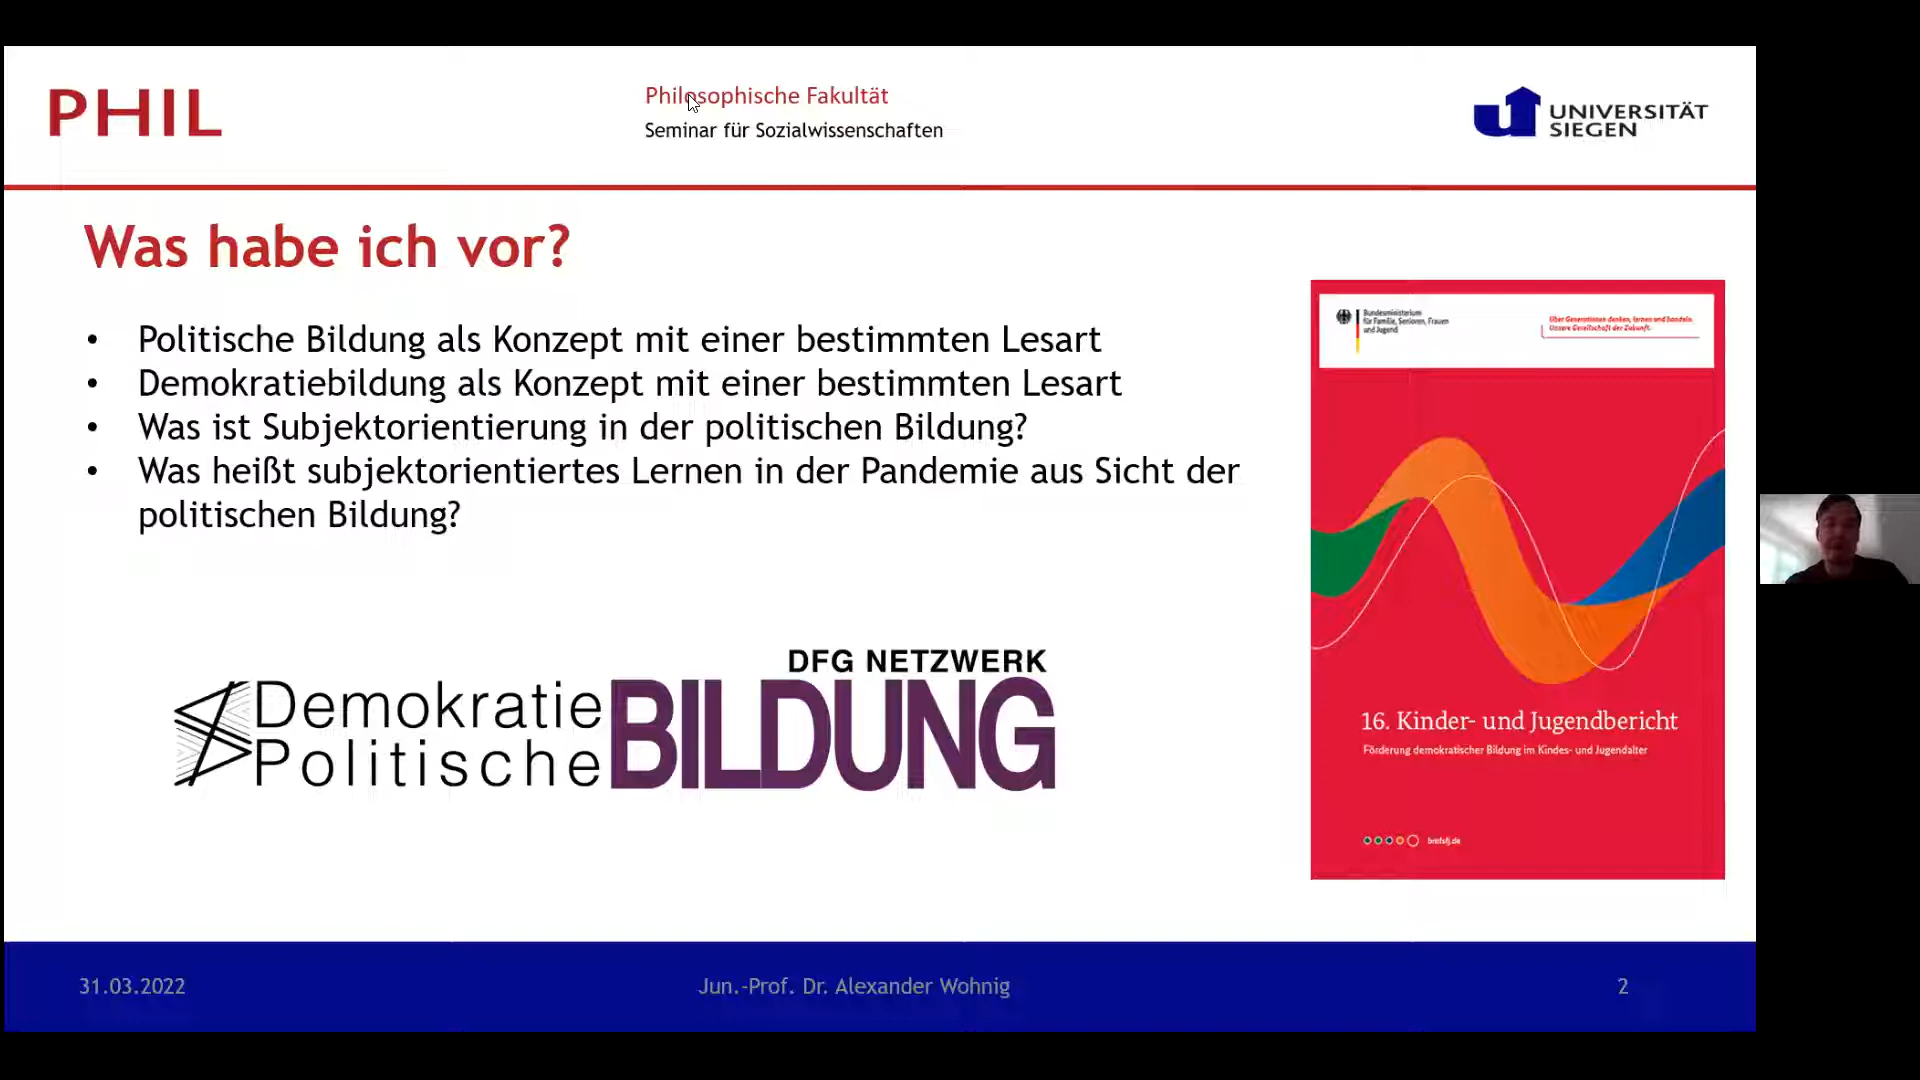 PHIL
Philosophische Fakultät
Seminar für Sozialwissenschaften
UNIVERSITÄT
SIEGEN
Was habe ich vor?
• Politische Bildung als Konzept mit einer bestimmten Lesart
• Demokratiebildung als Konzept mit einer bestimmten Lesart
• Was ist Subjektorientierung in der politischen Bildung?
• Was heißt subjektorientiertes Lernen in der Pandemie aus Sicht der
politischen Bildung?
Bundesministerium
für Familie, Senioren, Frauen
und Jugend
Über Generationen denken, lernen und handeln.
Unsere Gesellschaft der Zukunft.
16. Kinder- und Jugendbericht
Förderung demokratischer Bildung im Kindes- und Jugendalter
bmfsfj.de
DFG NETZWERK
Demokratie
Politische
BILDUNG
31.03.2022
Jun.-Prof. Dr. Alexander Wohnig
2